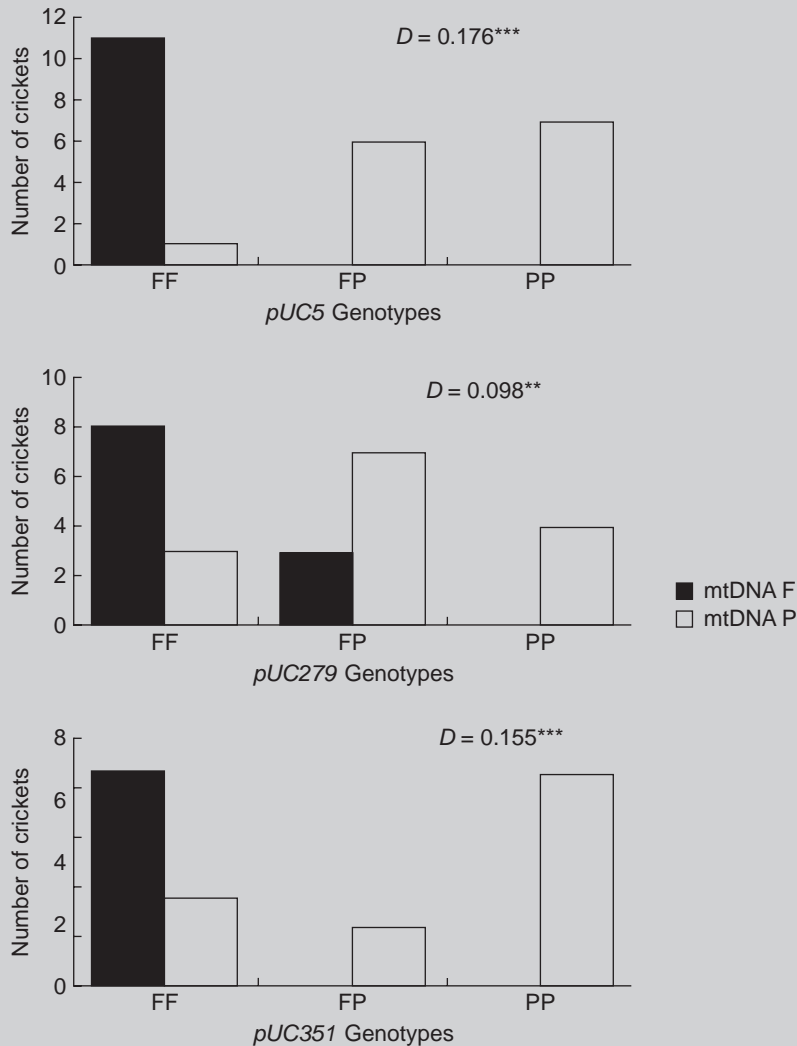 12
10
8
6
4
2
0
Number of crickets
D = 0.176***
FF
FP
PP
pUC5 Genotypes
10
8
6
4
2
0
Number of crickets
D = 0.098**
FF
FP
PP
pUC279 Genotypes
mtDNA F
mtDNA P
8
6
4
2
0
Number of crickets
D = 0.155***
FF
FP
PP
pUC351 Genotypes